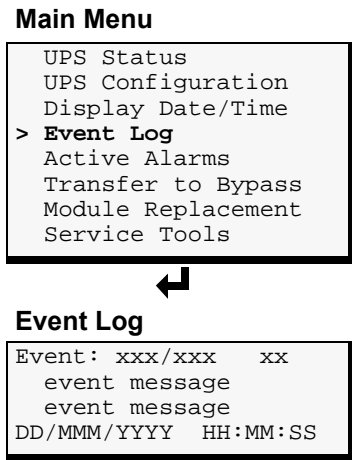 Main Menu
UPS Status
UPS Configuration
Display Date/Time
> Event Log
Active Alarms
Transfer to Bypass
Module Replacement
Service Tools
Event Log
Event: xxx/xxx xx
event message
event message
DD/MMM/YYYY HH:MM:SS